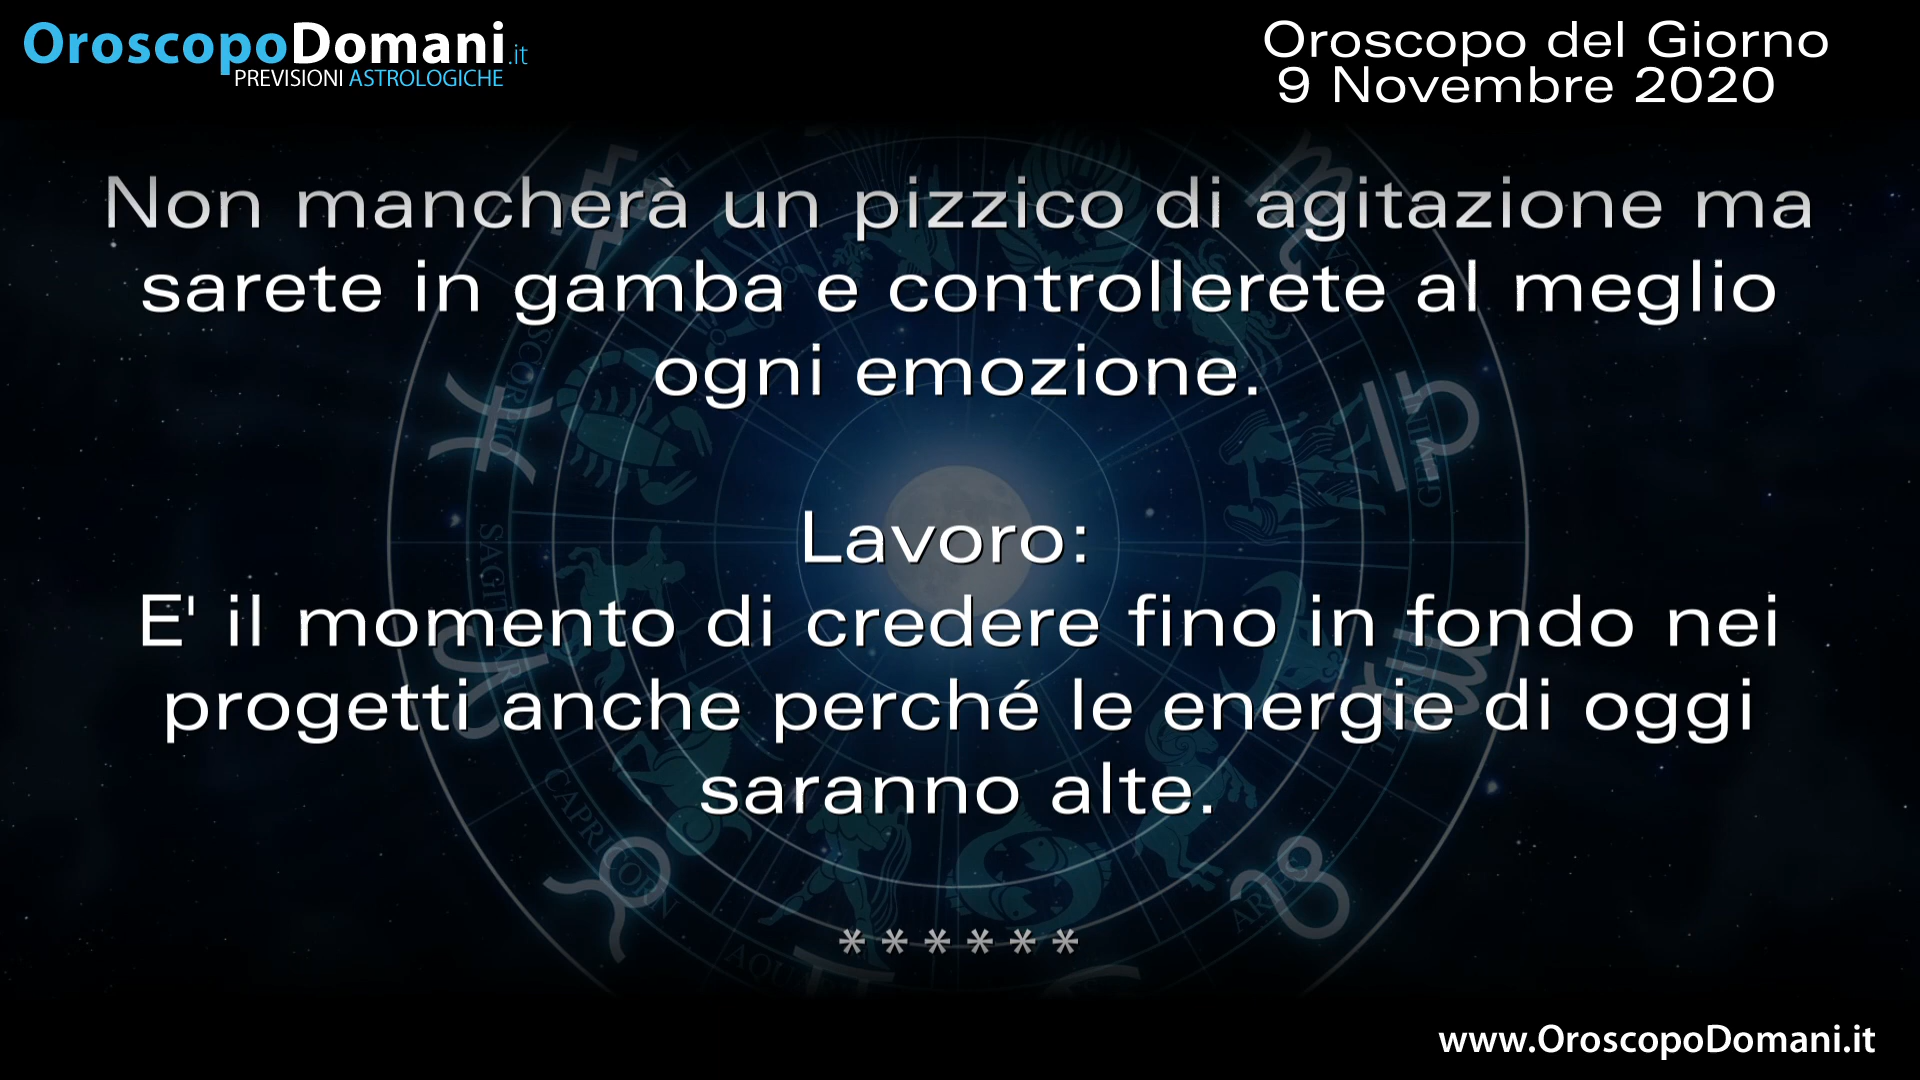 OroscopoDomani.it
PREVISIONI ASTROLOGICHE
Oroscopo del Giorno
9 Novembre 2020
Non mancherà un pizzico di agitazione ma
sarete in gamba e controllerete al meglio
ogni emozione.
Lavoro:
E' il momento di credere fino in fondo nei
progetti anche perché le energie di oggi
saranno alte.
******
www.OroscopoDomani.it